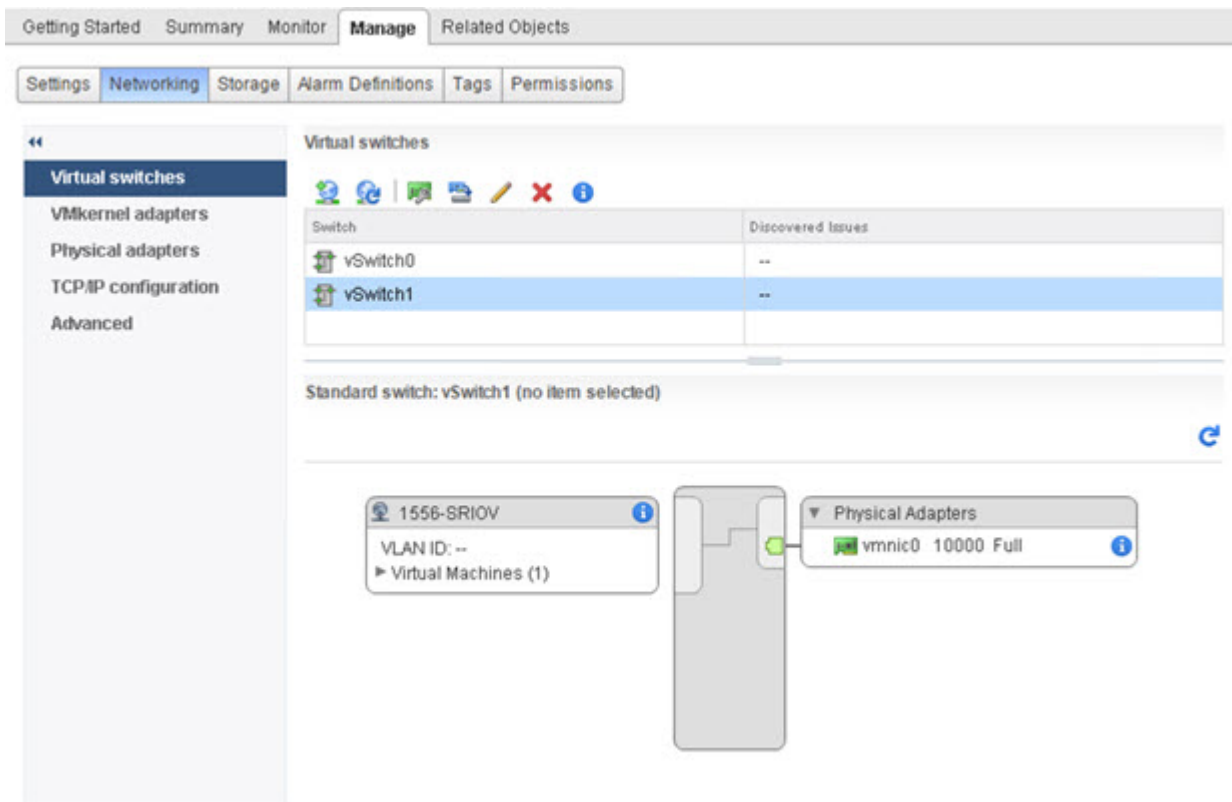 Getting Started Summary Monitor Manage Related Objects
Settings Networking Storage Alarm Definitions Tags Permissions
Virtual switches
VMkernel adapters
Physical adapters
TCP/IP configuration
Advanced
Virtual switches
Switch Discovered Issues
vSwitch0 --
vSwitch1 --
Standard switch: vSwitch1 (no item selected)
1556-SRIOV
VLAN ID: --
Virtual Machines (1)
Physical Adapters
vmnic0 10000 Full